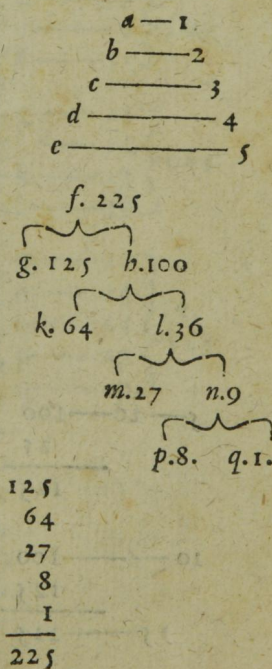 a 1
b 2
c 3
d 4
e 5
f. 225
g. 125 h.100
k. 64 l.36
m.27 n.9
p.8. q.1.
125
64
27
8
1
225